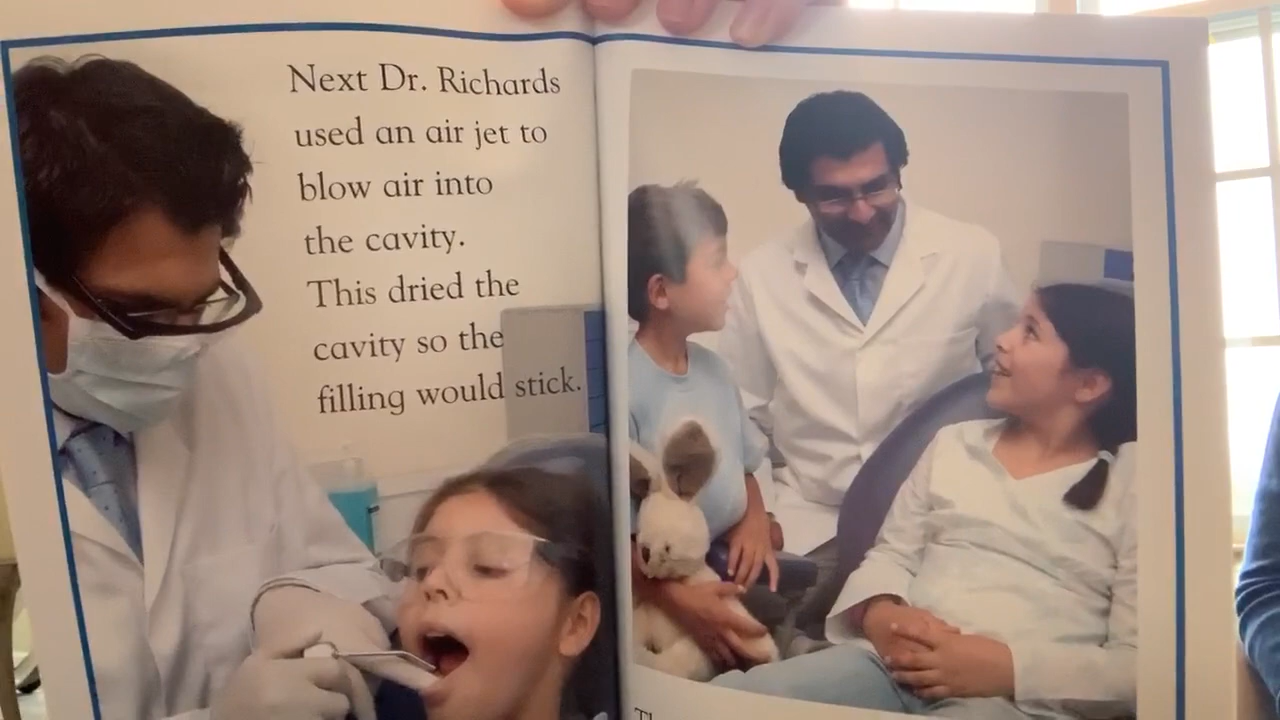 Next Dr. Richards
used an air jet to
blow air into
the cavity.
This dried the
cavity so the
filling would stick.